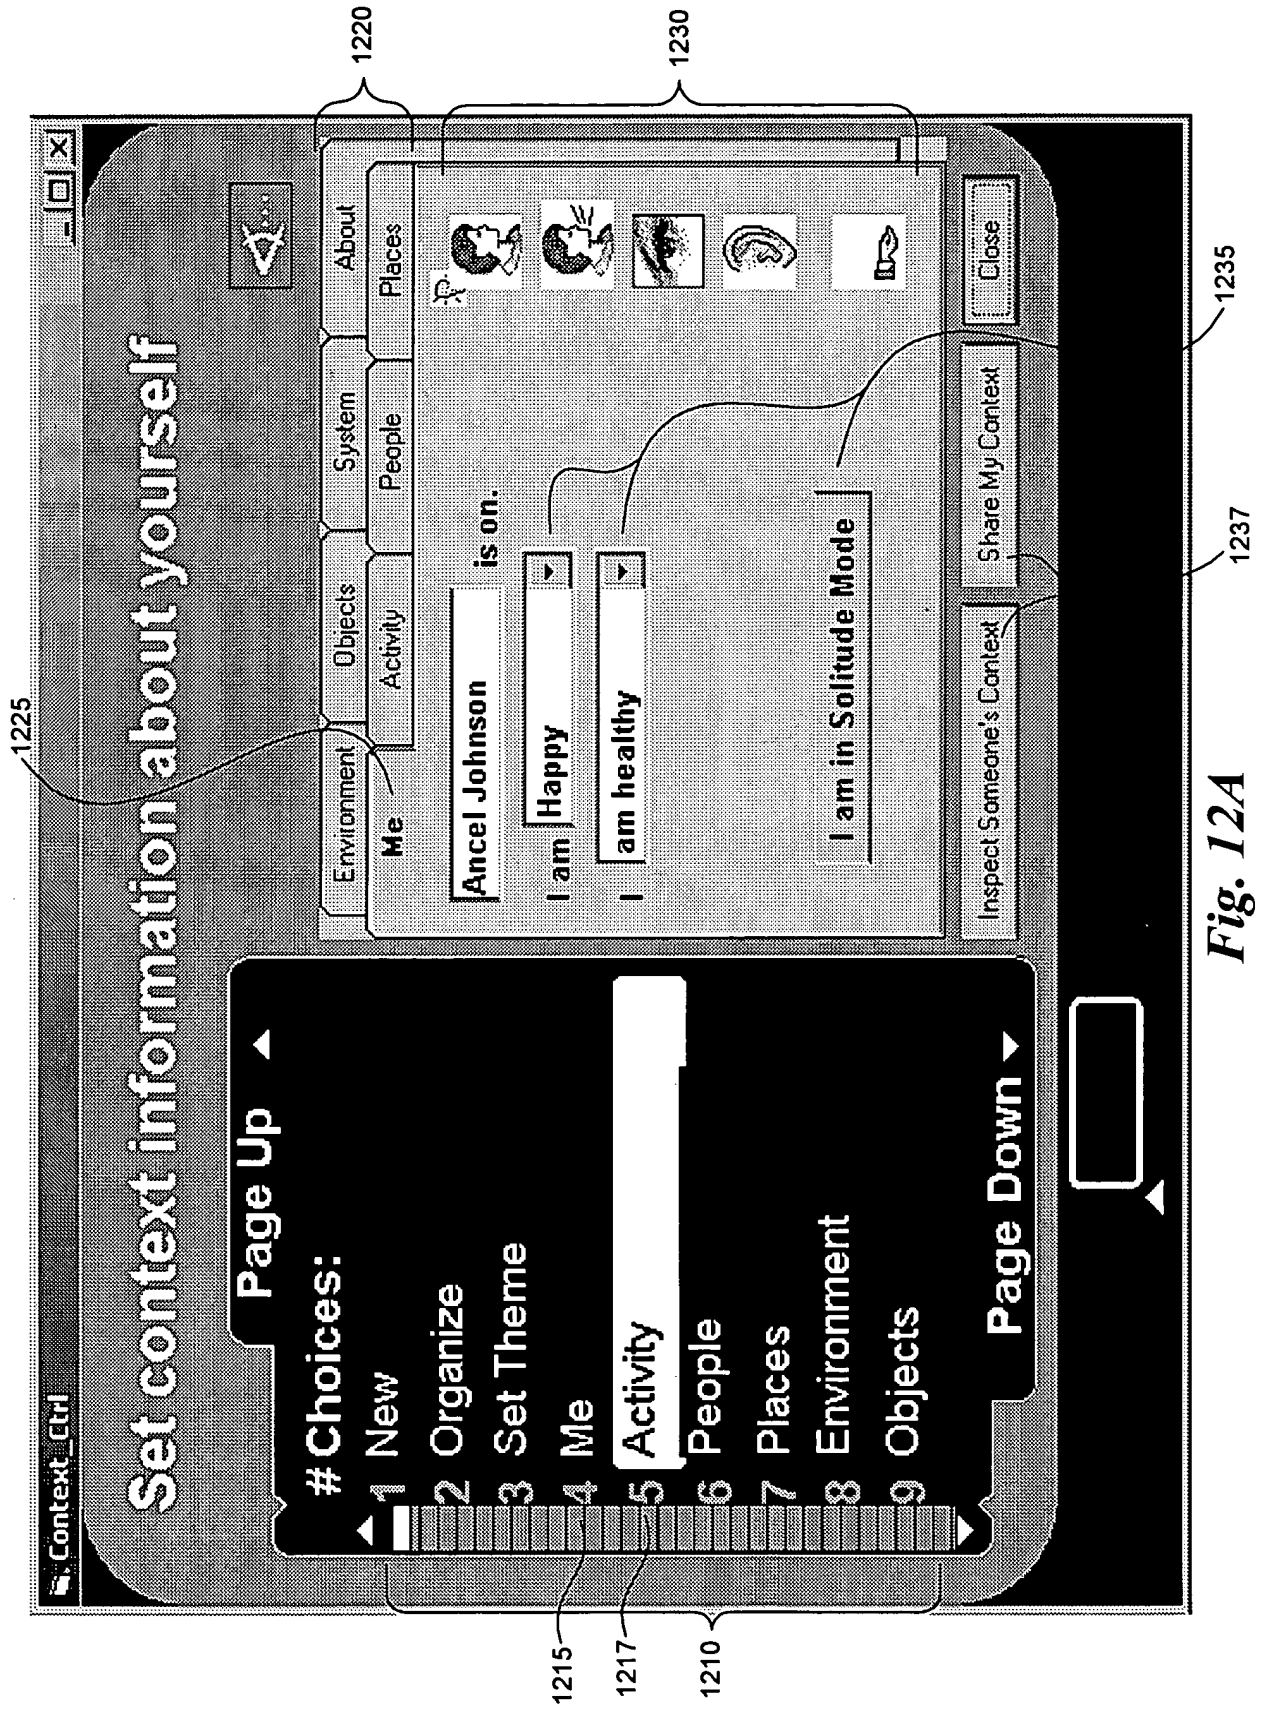 Context_Ctrl
Set context information about yourself
Page Up
# Choices:
1 New
2 Organize
3 Set Theme
4 Me
5 Activity
6 People
7 Places
8 Environment
9 Objects
Page Down
Environment Objects System About
Me Activity People Places
Ancel Johnson is on.
I am Happy
I am healthy
I am in Solitude Mode
Inspect Someone's Context Share My Context Close
1225
1220
1230
1235
1237
1215
1217
1210
Fig. 12A